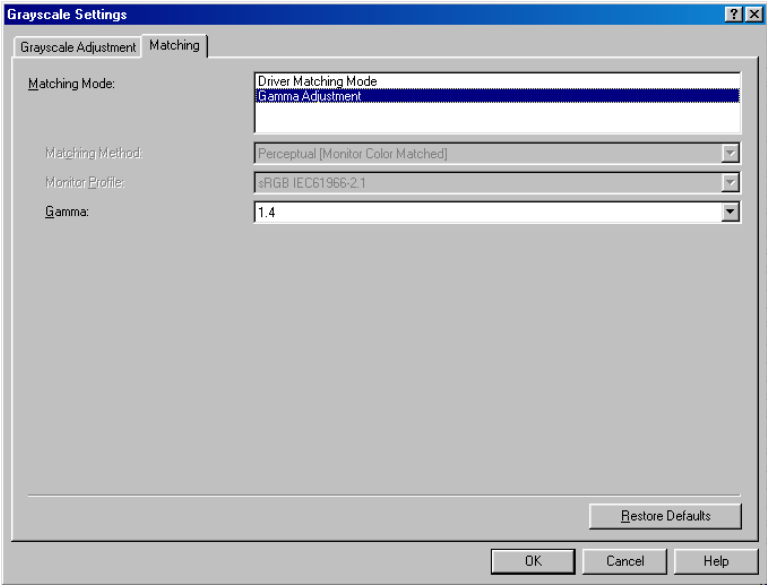 Grayscale Settings
Grayscale Adjustment Matching
Matching Mode:
Driver Matching Mode
Gamma Adjustment
Matching Method: Perceptual [Monitor Color Matched]
Monitor Profile: sRGB IEC61966-2.1
Gamma: 1.4
Restore Defaults
OK Cancel Help